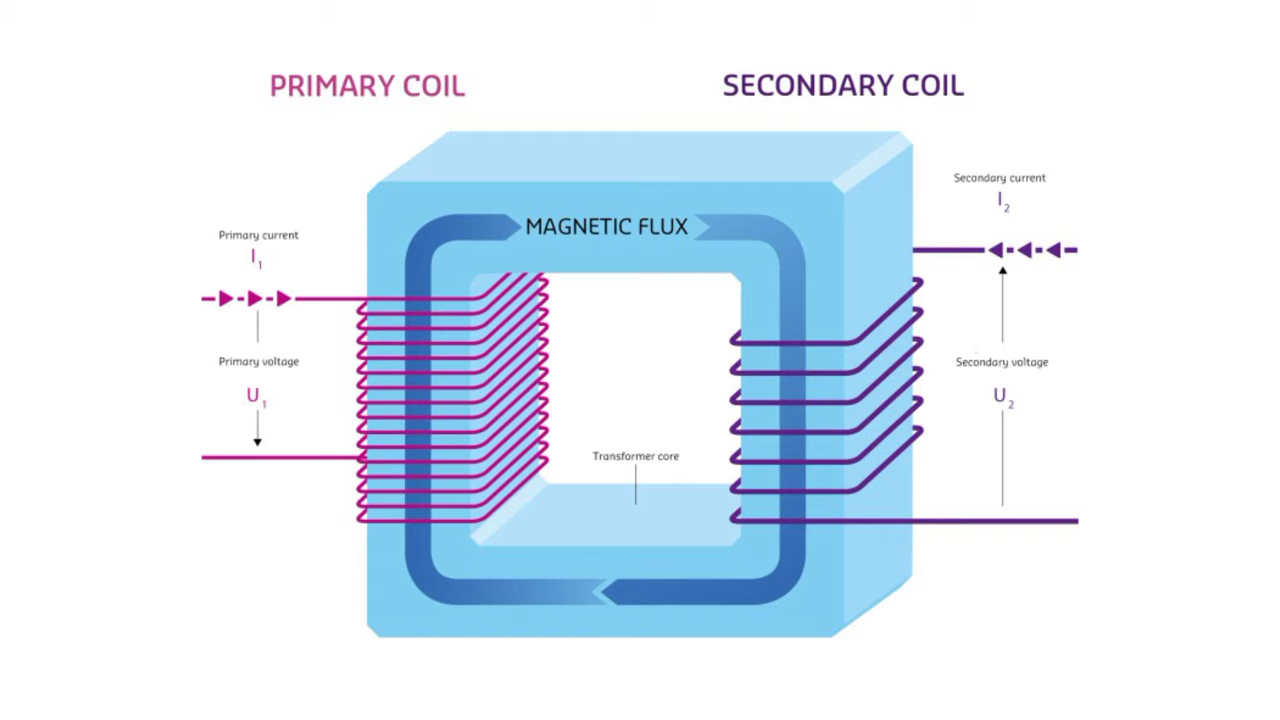 PRIMARY COIL
SECONDARY COIL
Secondary current
I2
MAGNETIC FLUX
Primary current
I1
Primary voltage
U1
Secondary voltage
U2
Transformer core